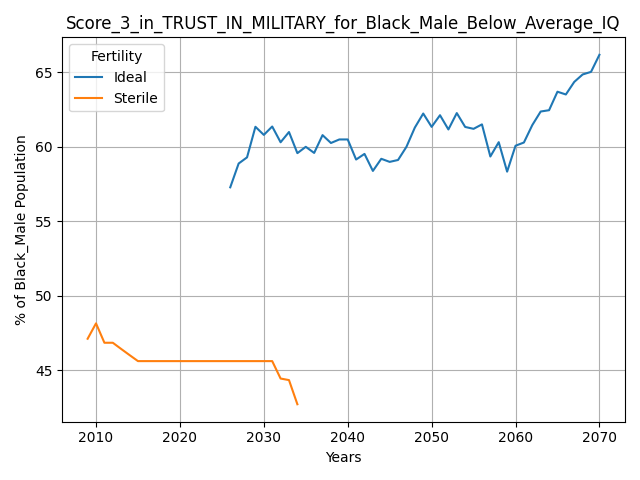 Score_3_in_TRUST_IN_MILITARY_for_Black_Male_Below_Average_IQ
Fertility
Ideal
Sterile
% of Black_Male Population
65
60
55
50
45
2010 2020 2030 2040 2050 2060 2070
Years